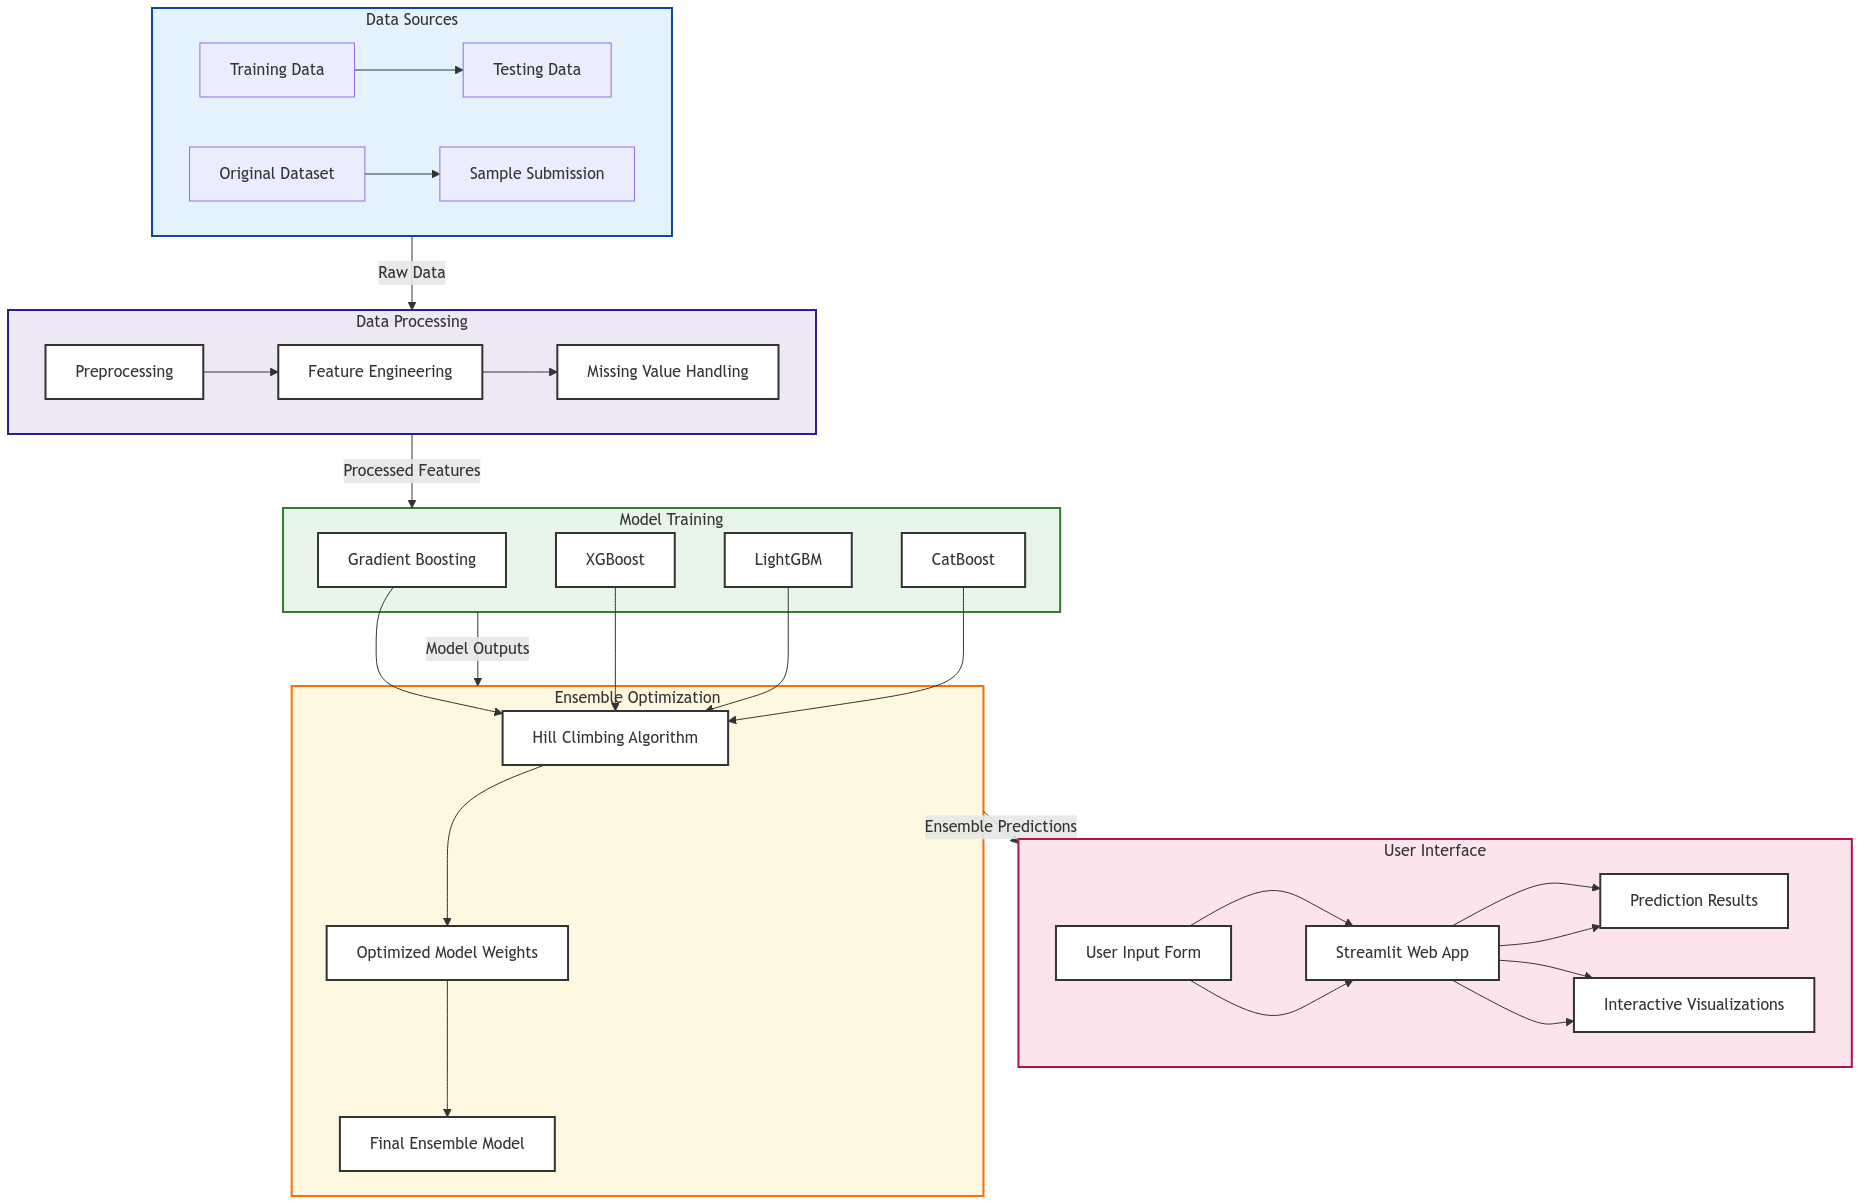 Data Sources
Training Data
Testing Data
Original Dataset
Sample Submission
Raw Data
Data Processing
Preprocessing
Feature Engineering
Missing Value Handling
Processed Features
Model Training
Gradient Boosting
XGBoost
LightGBM
CatBoost
Model Outputs
Ensemble Optimization
Hill Climbing Algorithm
Optimized Model Weights
Final Ensemble Model
Ensemble Predictions
User Interface
User Input Form
Streamlit Web App
Prediction Results
Interactive Visualizations